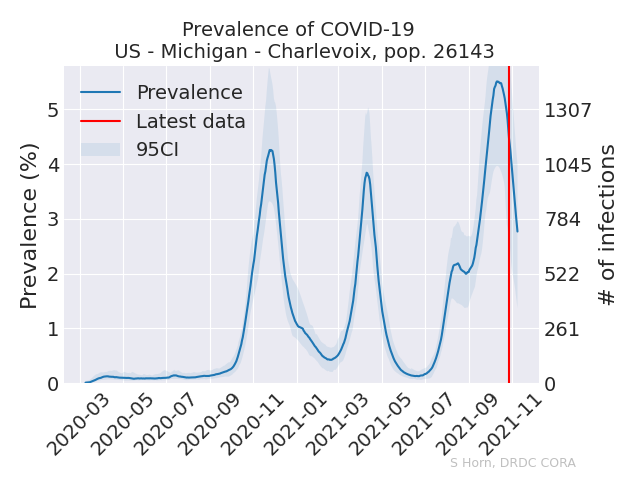 Prevalence of COVID-19
US - Michigan - Charlevoix, pop. 26143
Prevalence
Latest data
95CI
Prevalence (%)
5
4
3
2
1
0
1307
1045
784
522
261
0
# of infections
2020-03
2020-05
2020-07
2020-09
2020-11
2021-01
2021-03
2021-05
2021-07
2021-09
2021-11
S Horn, DRDC CORA